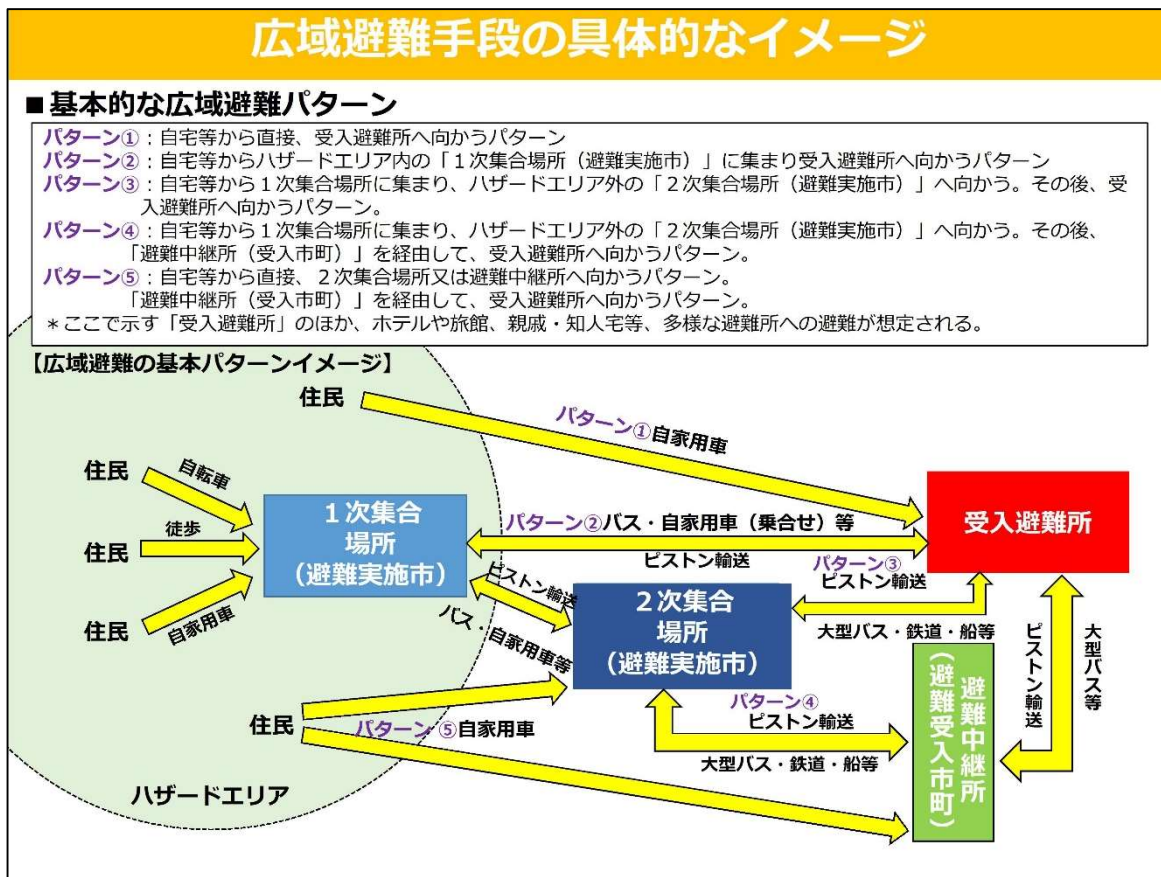 広域避難手段の具体的なイメージ
■基本的な広域避難パターン
パターン①：自宅等から直接、受入避難所へ向かうパターン
パターン②：自宅等からハザードエリア内の「１次集合場所（避難実施市）」に集まり受入避難所へ向かうパターン
パターン③：自宅等から１次集合場所に集まり、ハザードエリア外の「２次集合場所（避難実施市）」へ向かう。その後、受
入避難所へ向かうパターン。
パターン④：自宅等から１次集合場所に集まり、ハザードエリア外の「２次集合場所（避難実施市）」へ向かう。その後、
「避難中継所（受入市町）」を経由して、受入避難所へ向かうパターン。
パターン⑤：自宅等から直接、２次集合場所又は避難中継所へ向かうパターン。
「避難中継所（受入市町）」を経由して、受入避難所へ向かうパターン。
＊ここで示す「受入避難所」のほか、ホテルや旅館、親戚・知人宅等、多様な避難所への避難が想定される。
【広域避難の基本パターンイメージ】
住民
パターン①自家用車
住民
自転車
住民
徒歩
住民
自家用車
１次集合
場所
（避難実施市）
パターン②バス・自家用車（乗合せ）等
ピストン輸送
受入避難所
パターン③
ピストン輸送
大型バス・鉄道・船等
ピストン輸送
バス・自家用車等
２次集合
場所
（避難実施市）
パターン④
ピストン輸送
大型バス・鉄道・船等
住民
パターン⑤自家用車
避難中継所
（避難受入市町）
ピストン輸送
大型バス等
ハザードエリア